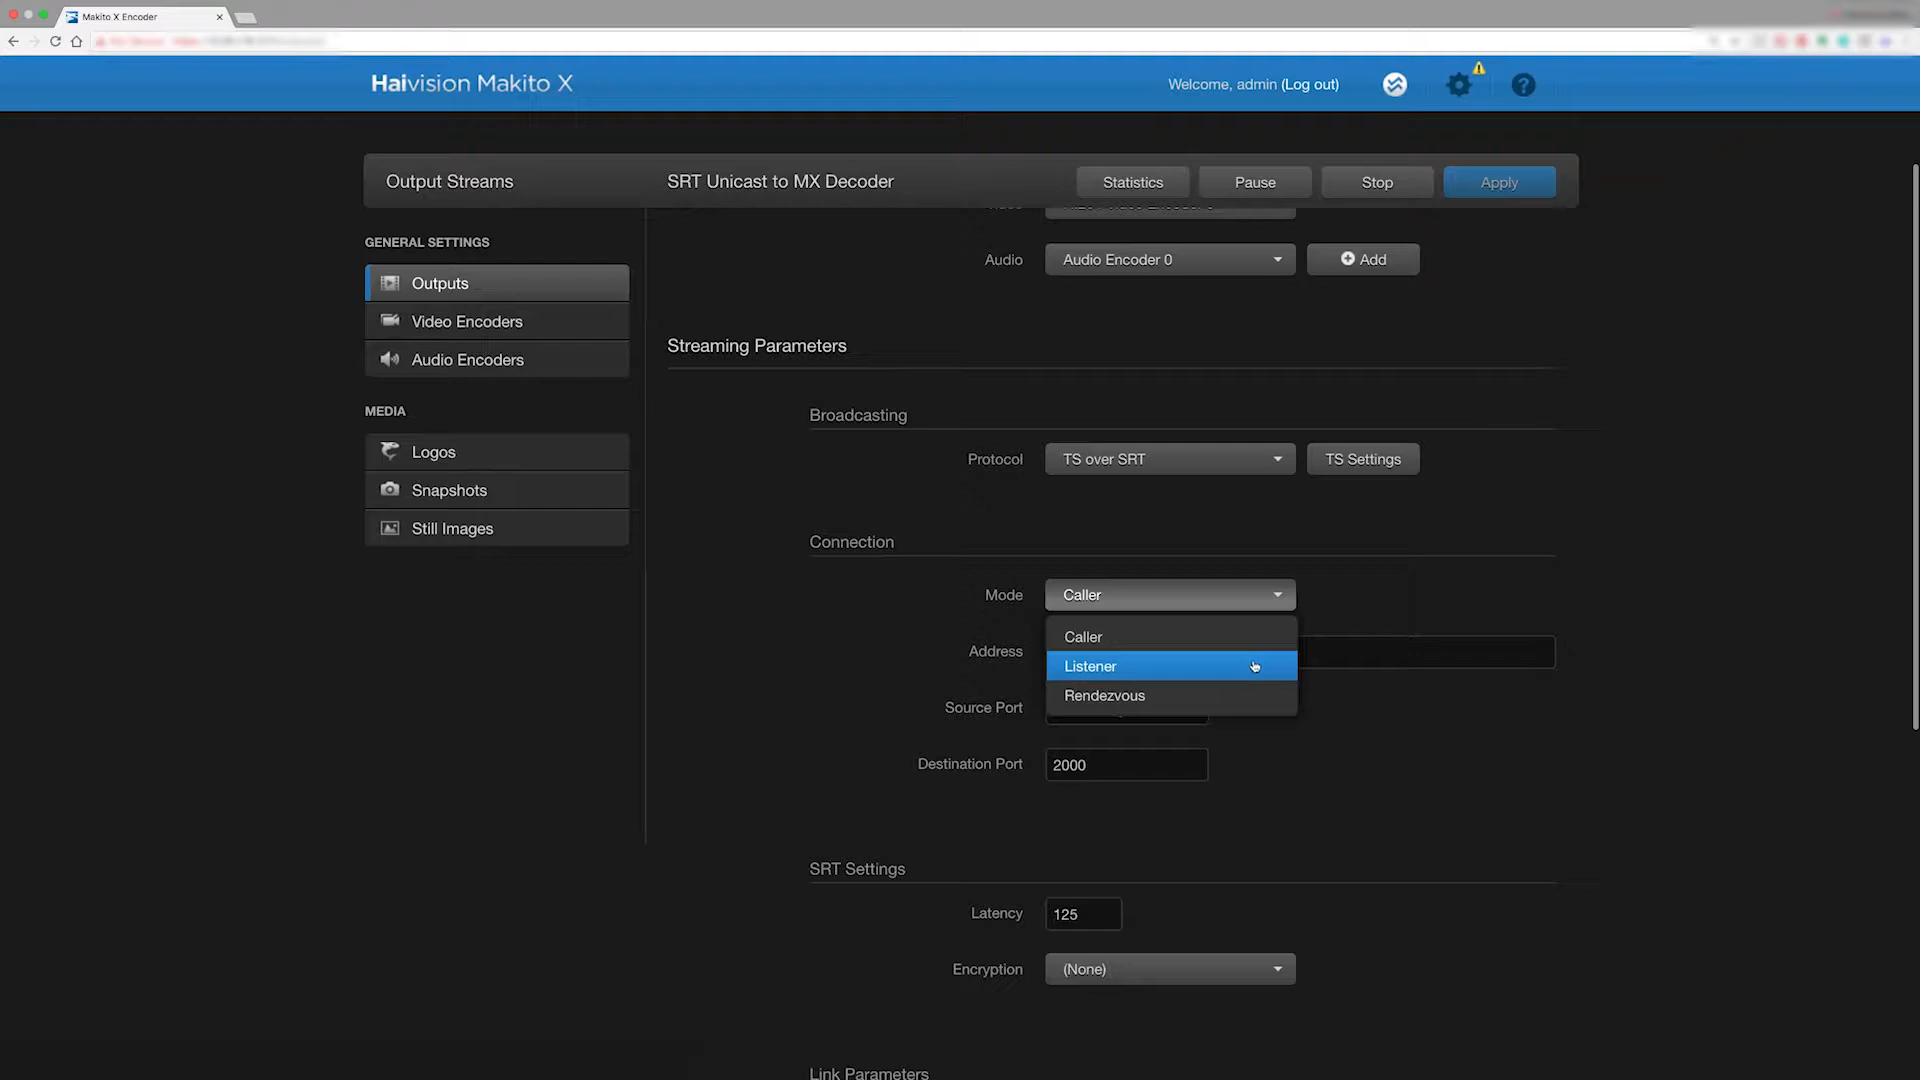 Makito X Encoder
Haivision Makito X
Welcome, admin (Log out)
Output Streams
SRT Unicast to MX Decoder
Statistics
Pause
Stop
Apply
GENERAL SETTINGS
Outputs
Video Encoders
Audio Encoders
MEDIA
Logos
Snapshots
Still Images
Audio
Audio Encoder 0
Add
Streaming Parameters
Broadcasting
Protocol
TS over SRT
TS Settings
Connection
Mode
Caller
Caller
Listener
Rendezvous
Address
Source Port
Destination Port
2000
SRT Settings
Latency
125
Encryption
(None)
Link Parameters